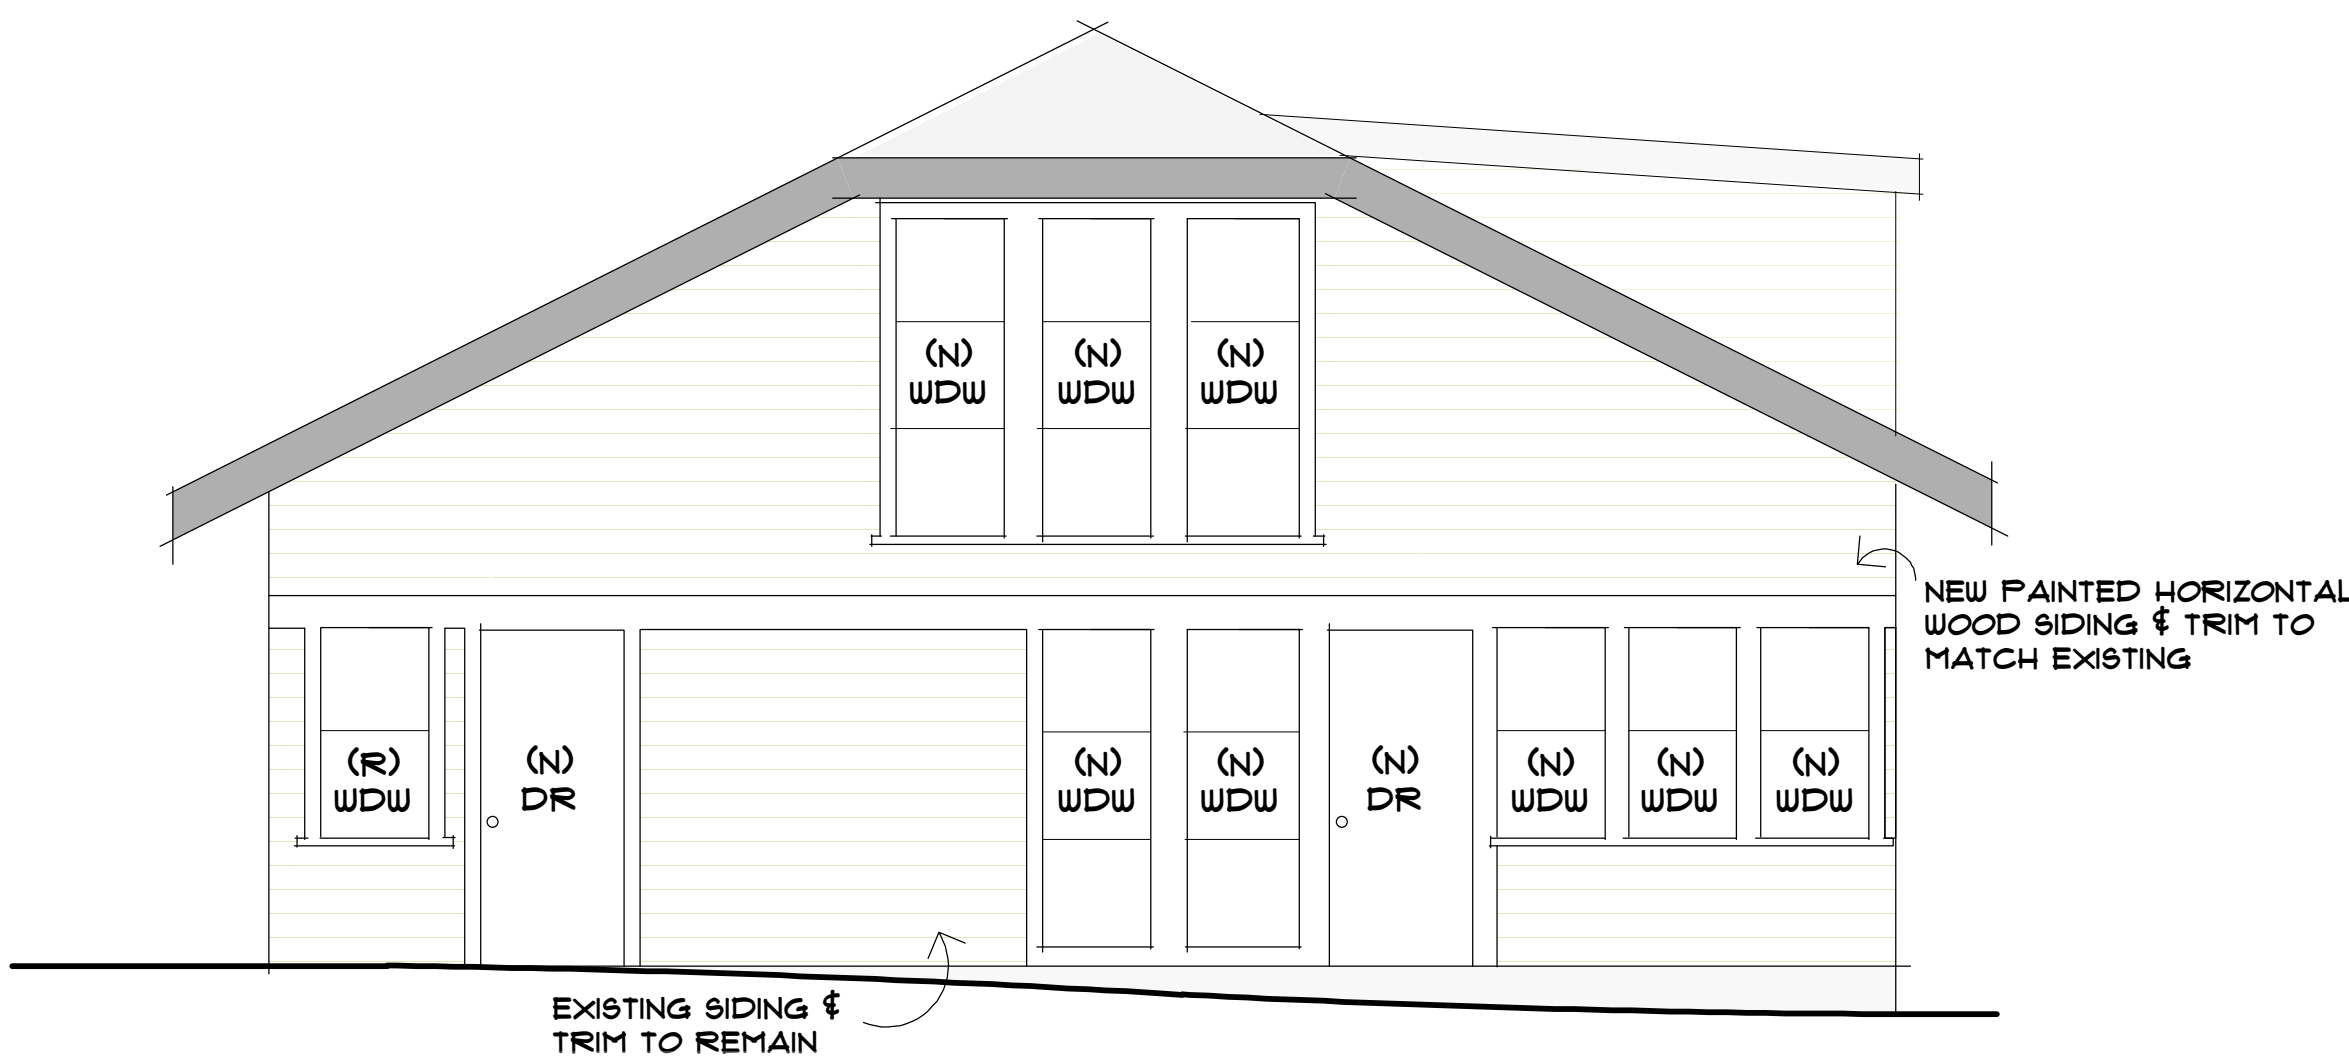 (N) (N) (N)
WDW WDW WDW
NEW PAINTED HORIZONTAL
WOOD SIDING & TRIM TO
MATCH EXISTING
(R) (N) (N) (N) (N) (N) (N) (N)
WDW DR WDW WDW DR WDW WDW WDW
EXISTING SIDING &
TRIM TO REMAIN